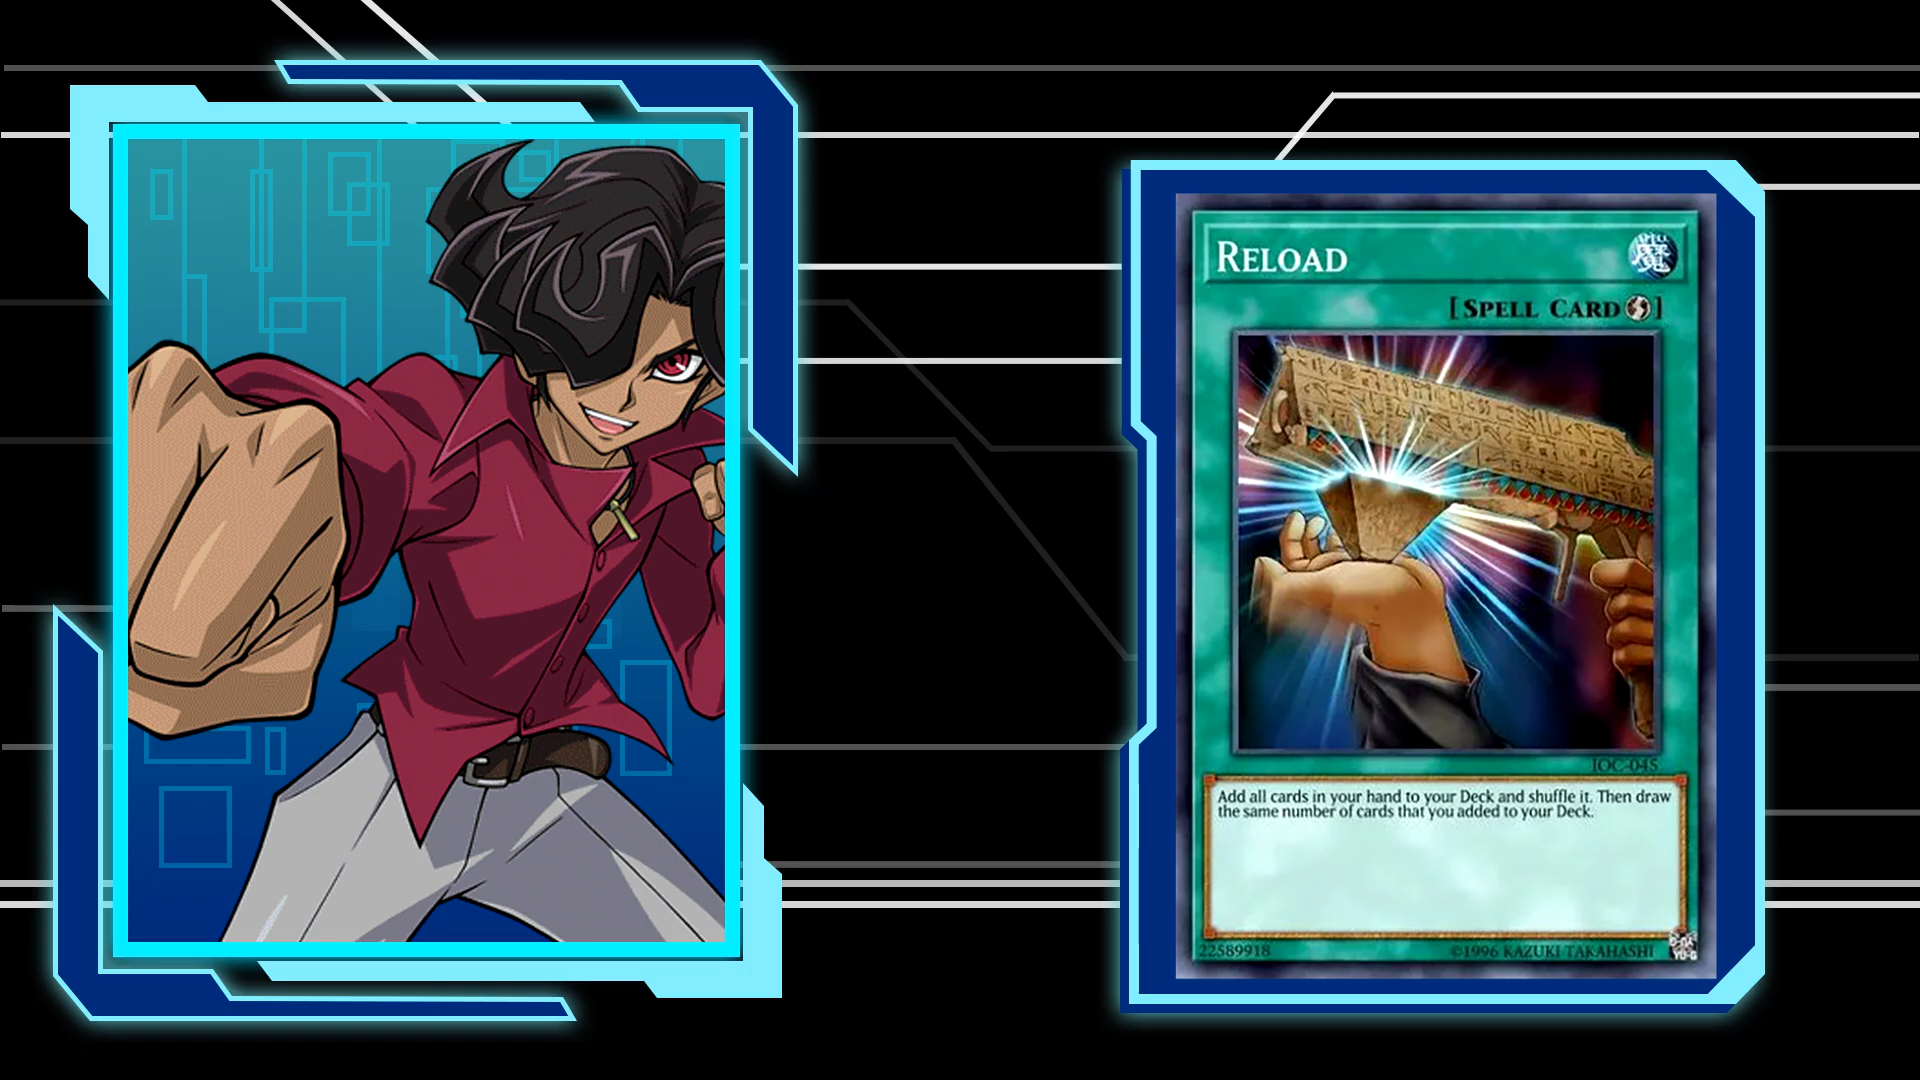 RELOAD
魔
[SPELL CARD]
IOC-045
Add all cards in your hand to your Deck and shuffle it. Then draw
the same number of cards that you added to your Deck.
22589918
©1996 KAZUKI TAKAHASHI